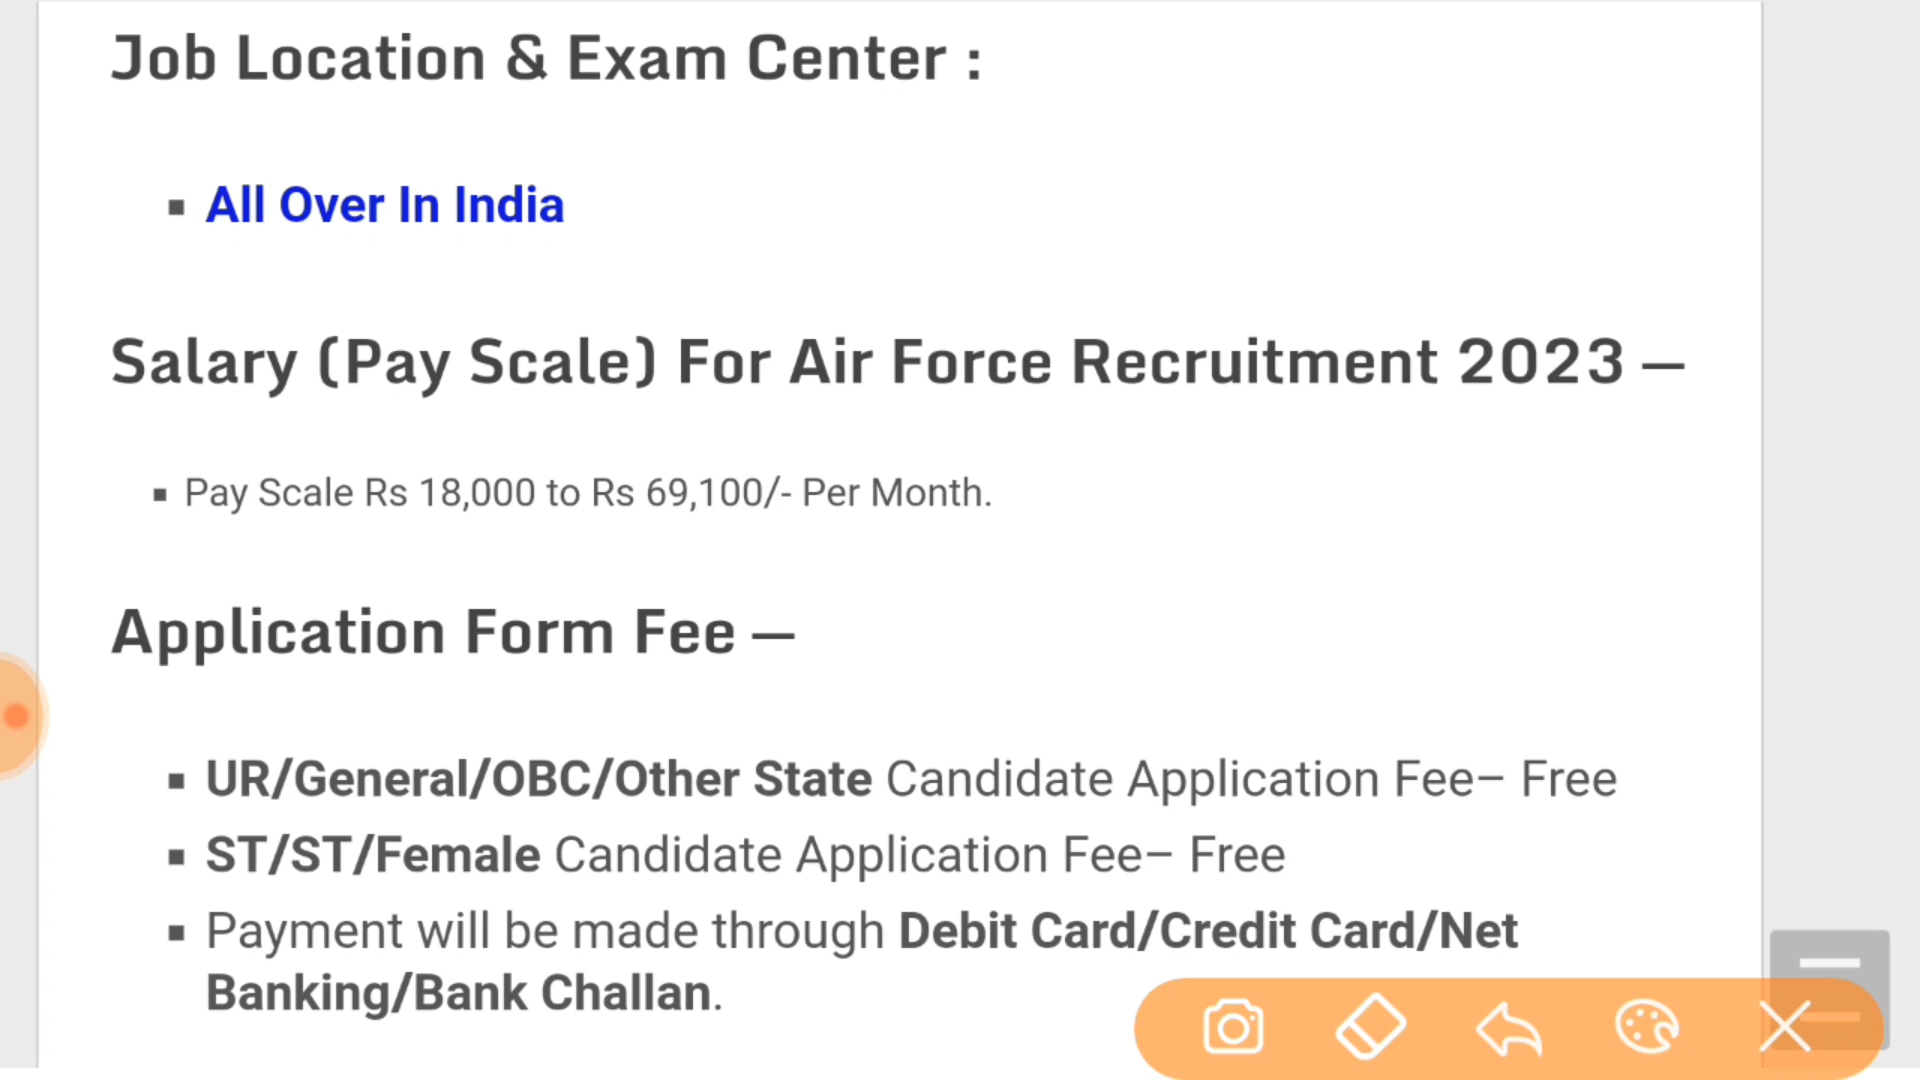 Job Location & Exam Center :
All Over In India
Salary (Pay Scale) For Air Force Recruitment 2023 –
Pay Scale Rs 18,000 to Rs 69,100/- Per Month.
Application Form Fee –
UR/General/OBC/Other State Candidate Application Fee– Free
ST/ST/Female Candidate Application Fee– Free
Payment will be made through Debit Card/Credit Card/Net
Banking/Bank Challan.